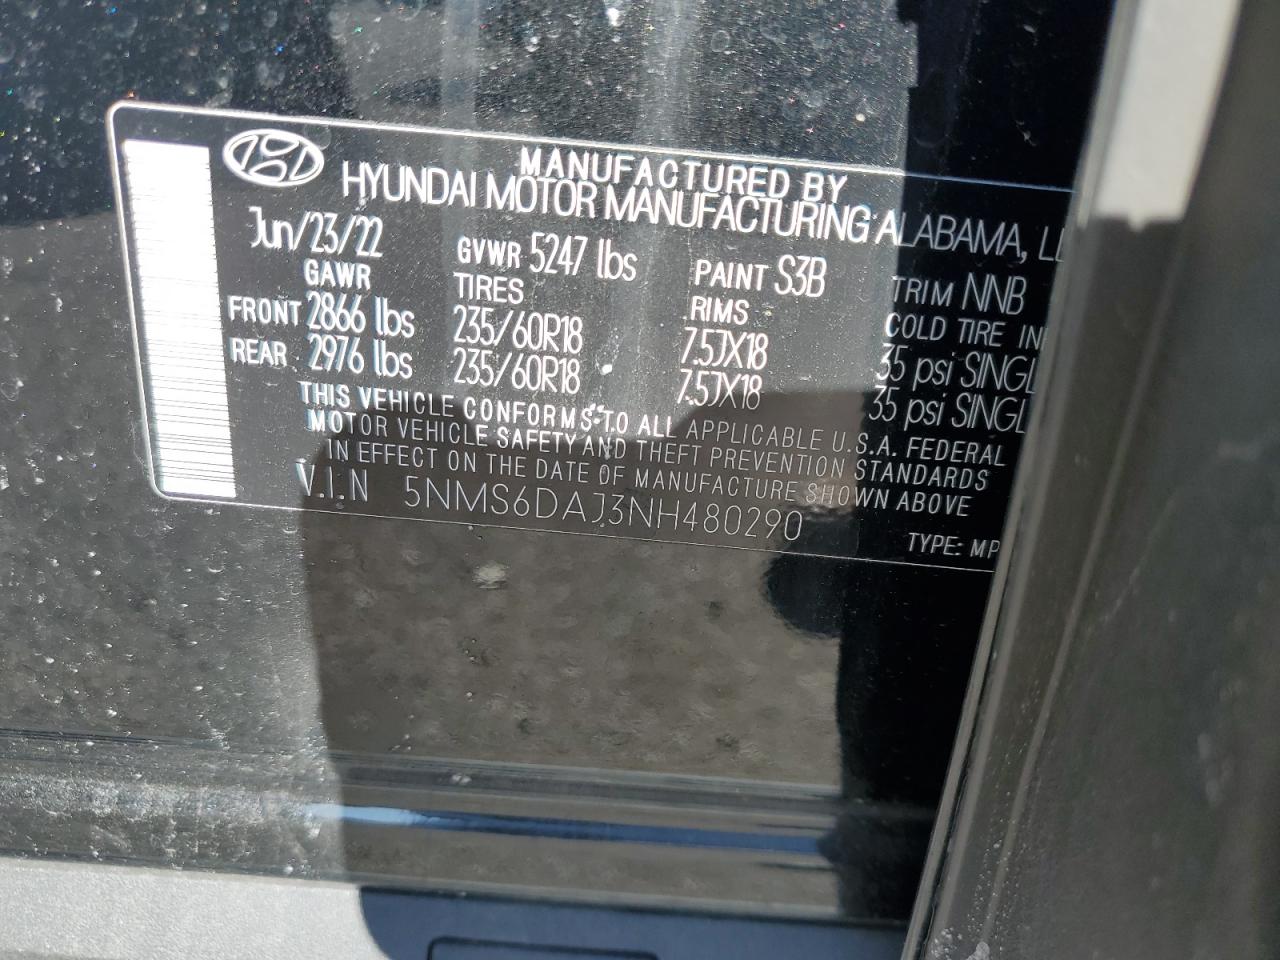 MANUFACTURED BY
HYUNDAI MOTOR MANUFACTURING ALABAMA, LL
Jun/23/22 GVWR 5247 lbs PAINT S3B TRIM NNB
GAWR TIRES RIMS COLD TIRE IN
FRONT 2866 lbs 235/60R18 7.5JX18 35 psi SINGL
REAR 2976 lbs 235/60R18 7.5JX18 35 psi SINGL
THIS VEHICLE CONFORMS TO ALL APPLICABLE U.S.A. FEDERAL
MOTOR VEHICLE SAFETY AND THEFT PREVENTION STANDARDS
IN EFFECT ON THE DATE OF MANUFACTURE SHOWN ABOVE
V.I.N 5NMS6DAJ3NH480290
TYPE: MP